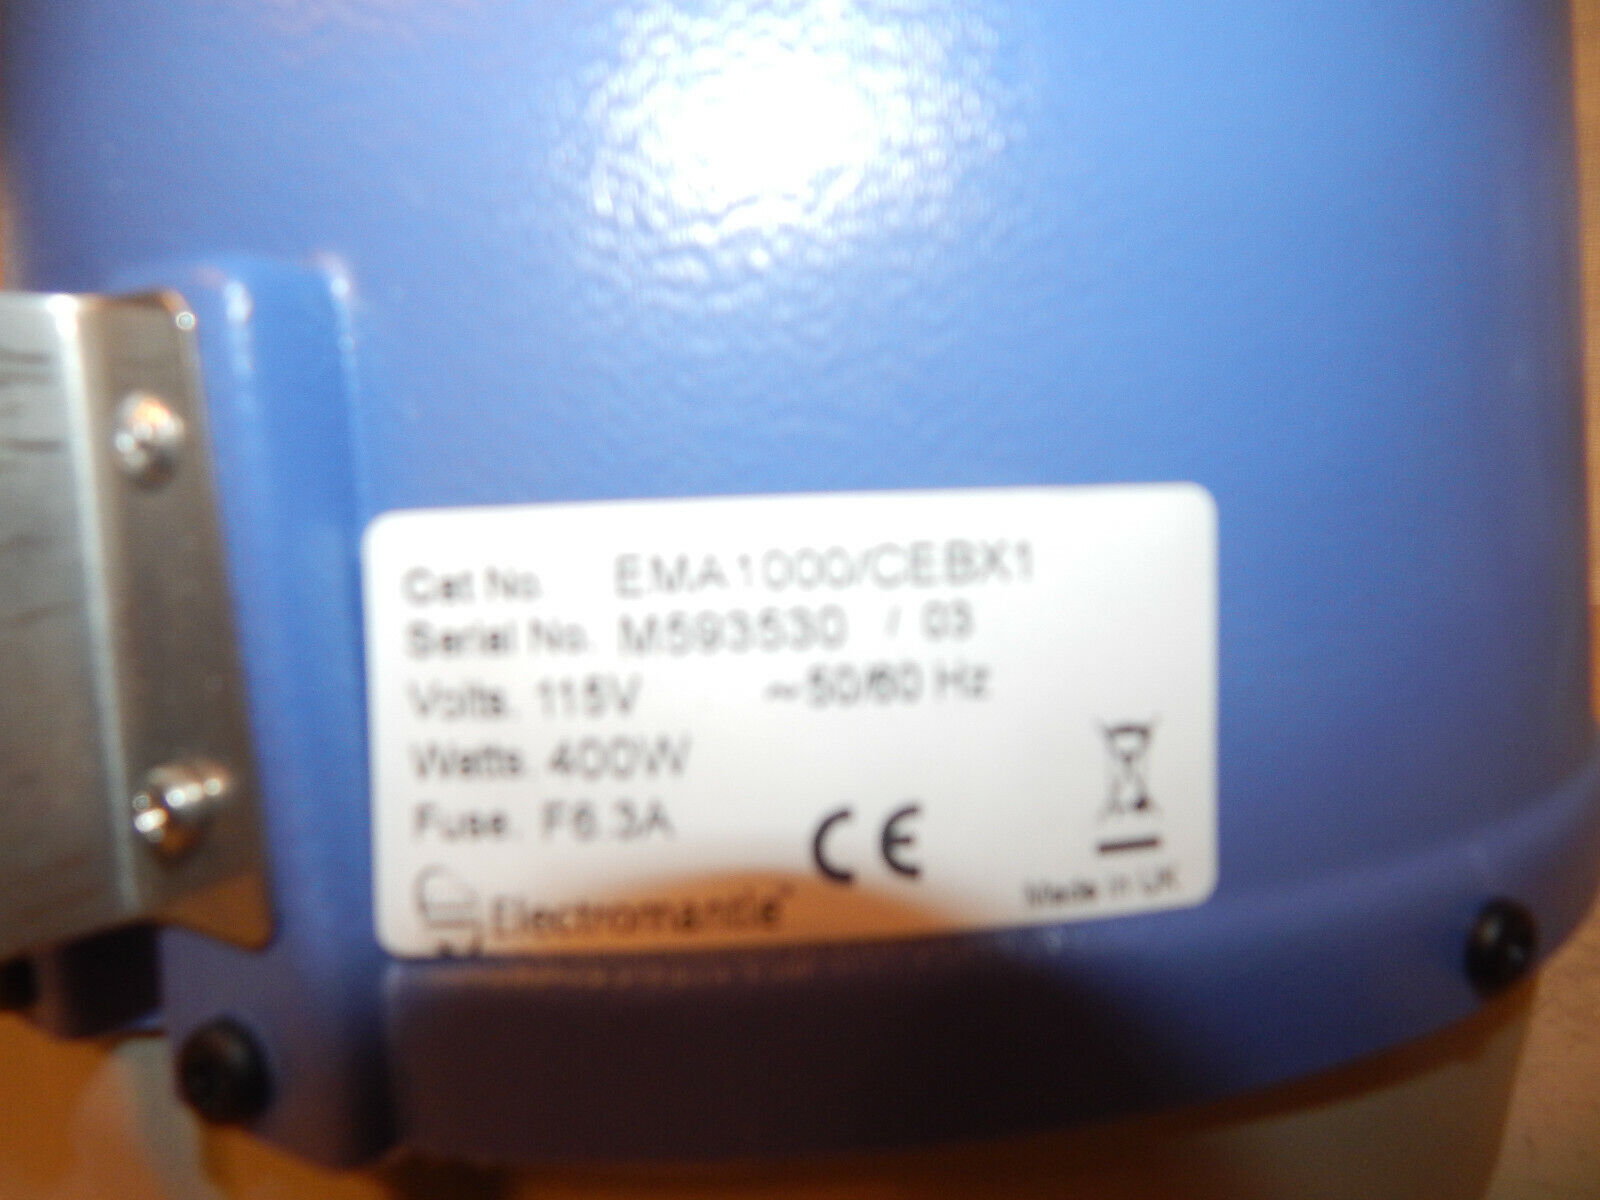 Cat No. EMA1000/CEBX1
Serial No. M593530 / 03
Volts. 115V ~50/60 Hz
Watts. 400W
Fuse. F6.3A
CE
Electromantle™
Made in UK